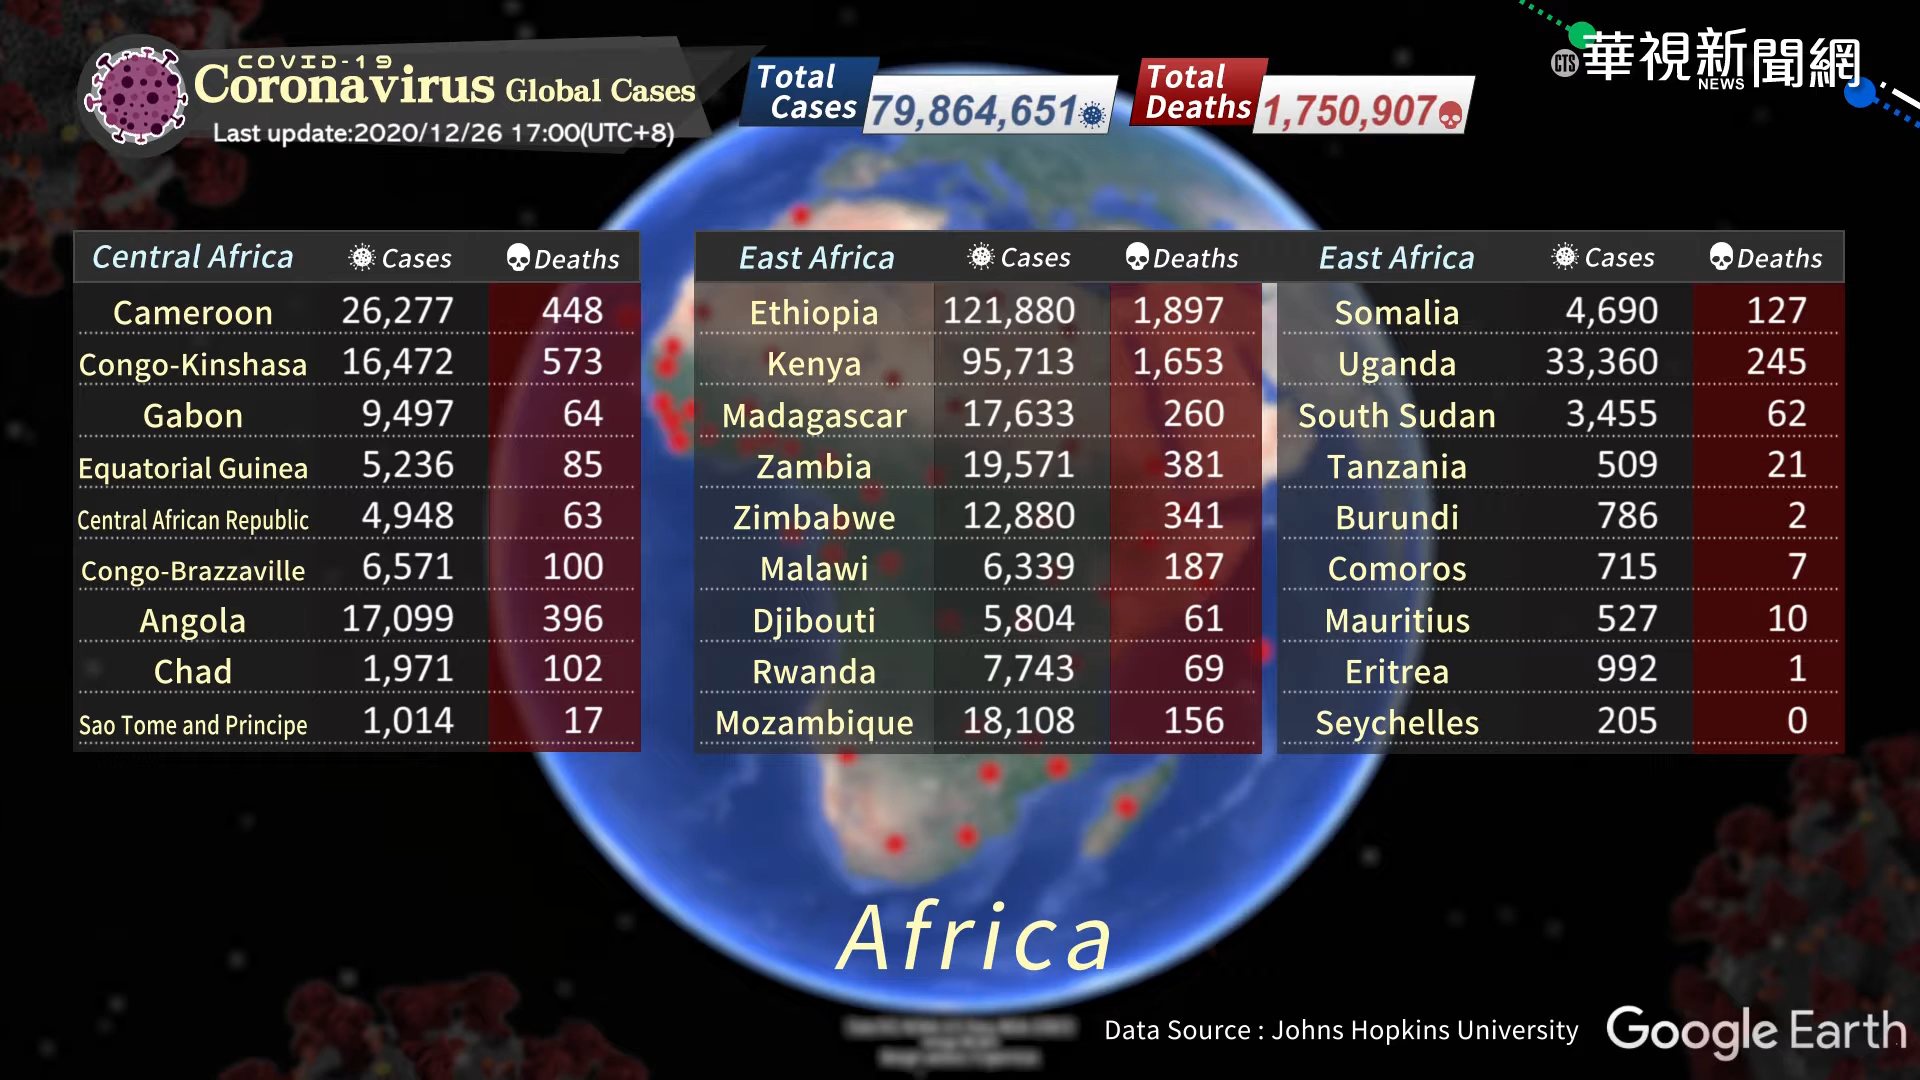 COVID-19
Coronavirus Global Cases
Last update:2020/12/26 17:00(UTC+8)
Total Cases 79,864,651
Total Deaths 1,750,907
CTS 華視新聞網
NEWS
Central Africa Cases Deaths
Cameroon 26,277 448
Congo-Kinshasa 16,472 573
Gabon 9,497 64
Equatorial Guinea 5,236 85
Central African Republic 4,948 63
Congo-Brazzaville 6,571 100
Angola 17,099 396
Chad 1,971 102
Sao Tome and Principe 1,014 17
East Africa Cases Deaths
Ethiopia 121,880 1,897
Kenya 95,713 1,653
Madagascar 17,633 260
Zambia 19,571 381
Zimbabwe 12,880 341
Malawi 6,339 187
Djibouti 5,804 61
Rwanda 7,743 69
Mozambique 18,108 156
East Africa Cases Deaths
Somalia 4,690 127
Uganda 33,360 245
South Sudan 3,455 62
Tanzania 509 21
Burundi 786 2
Comoros 715 7
Mauritius 527 10
Eritrea 992 1
Seychelles 205 0
Africa
Data Source : Johns Hopkins University
Google Earth